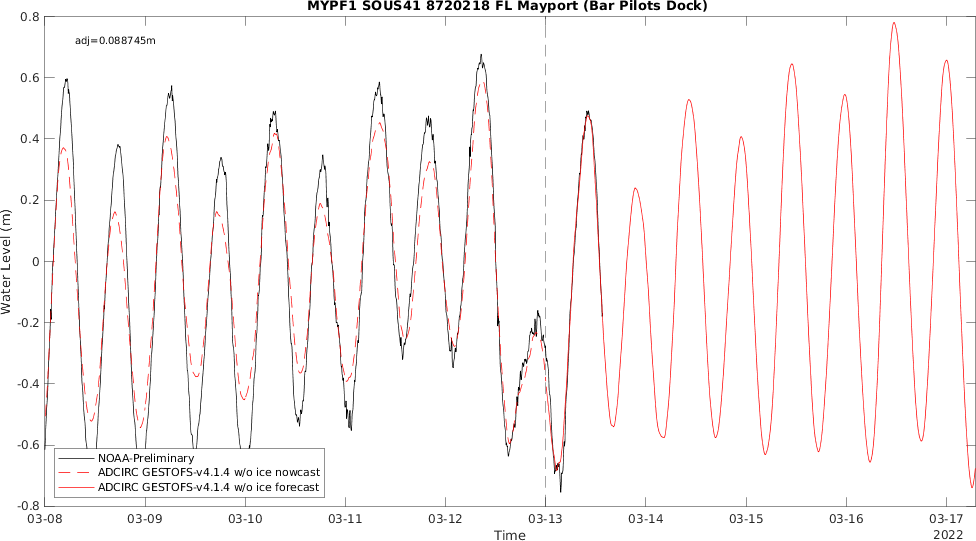 MYPF1 SOUS41 8720218 FL Mayport (Bar Pilots Dock)
adj=0.088745m
0.8
0.6
0.4
0.2
0
-0.2
-0.4
-0.6
-0.8
Water Level (m)
NOAA-Preliminary
ADCIRC GESTOFS-v4.1.4 w/o ice nowcast
ADCIRC GESTOFS-v4.1.4 w/o ice forecast
03-08 03-09 03-10 03-11 03-12 03-13 03-14 03-15 03-16 03-17
Time
2022